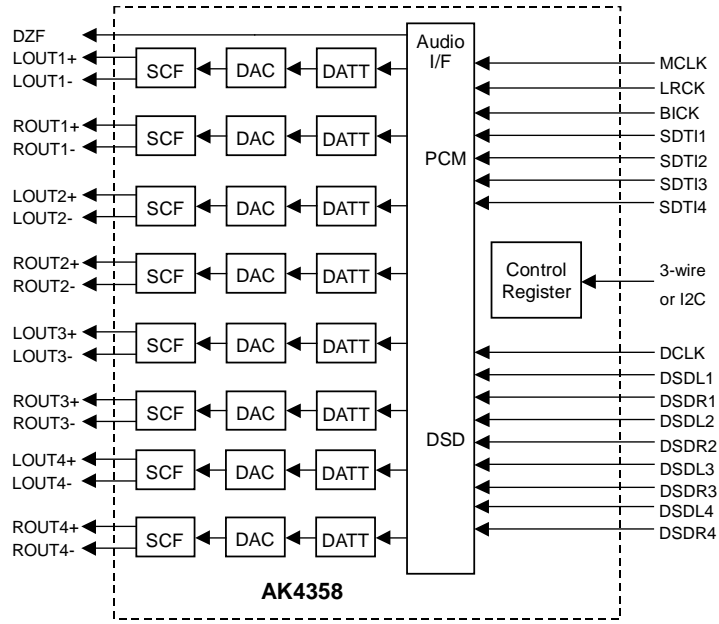 DZF
LOUT1+
LOUT1-
SCF
DAC
DATT
ROUT1+
ROUT1-
SCF
DAC
DATT
LOUT2+
LOUT2-
SCF
DAC
DATT
ROUT2+
ROUT2-
SCF
DAC
DATT
LOUT3+
LOUT3-
SCF
DAC
DATT
ROUT3+
ROUT3-
SCF
DAC
DATT
LOUT4+
LOUT4-
SCF
DAC
DATT
ROUT4+
ROUT4-
SCF
DAC
DATT
Audio
I/F
PCM
DSD
MCLK
LRCK
BICK
SDTI1
SDTI2
SDTI3
SDTI4
Control
Register
3-wire
or I2C
DCLK
DSDL1
DSDR1
DSDL2
DSDR2
DSDL3
DSDR3
DSDL4
DSDR4
AK4358